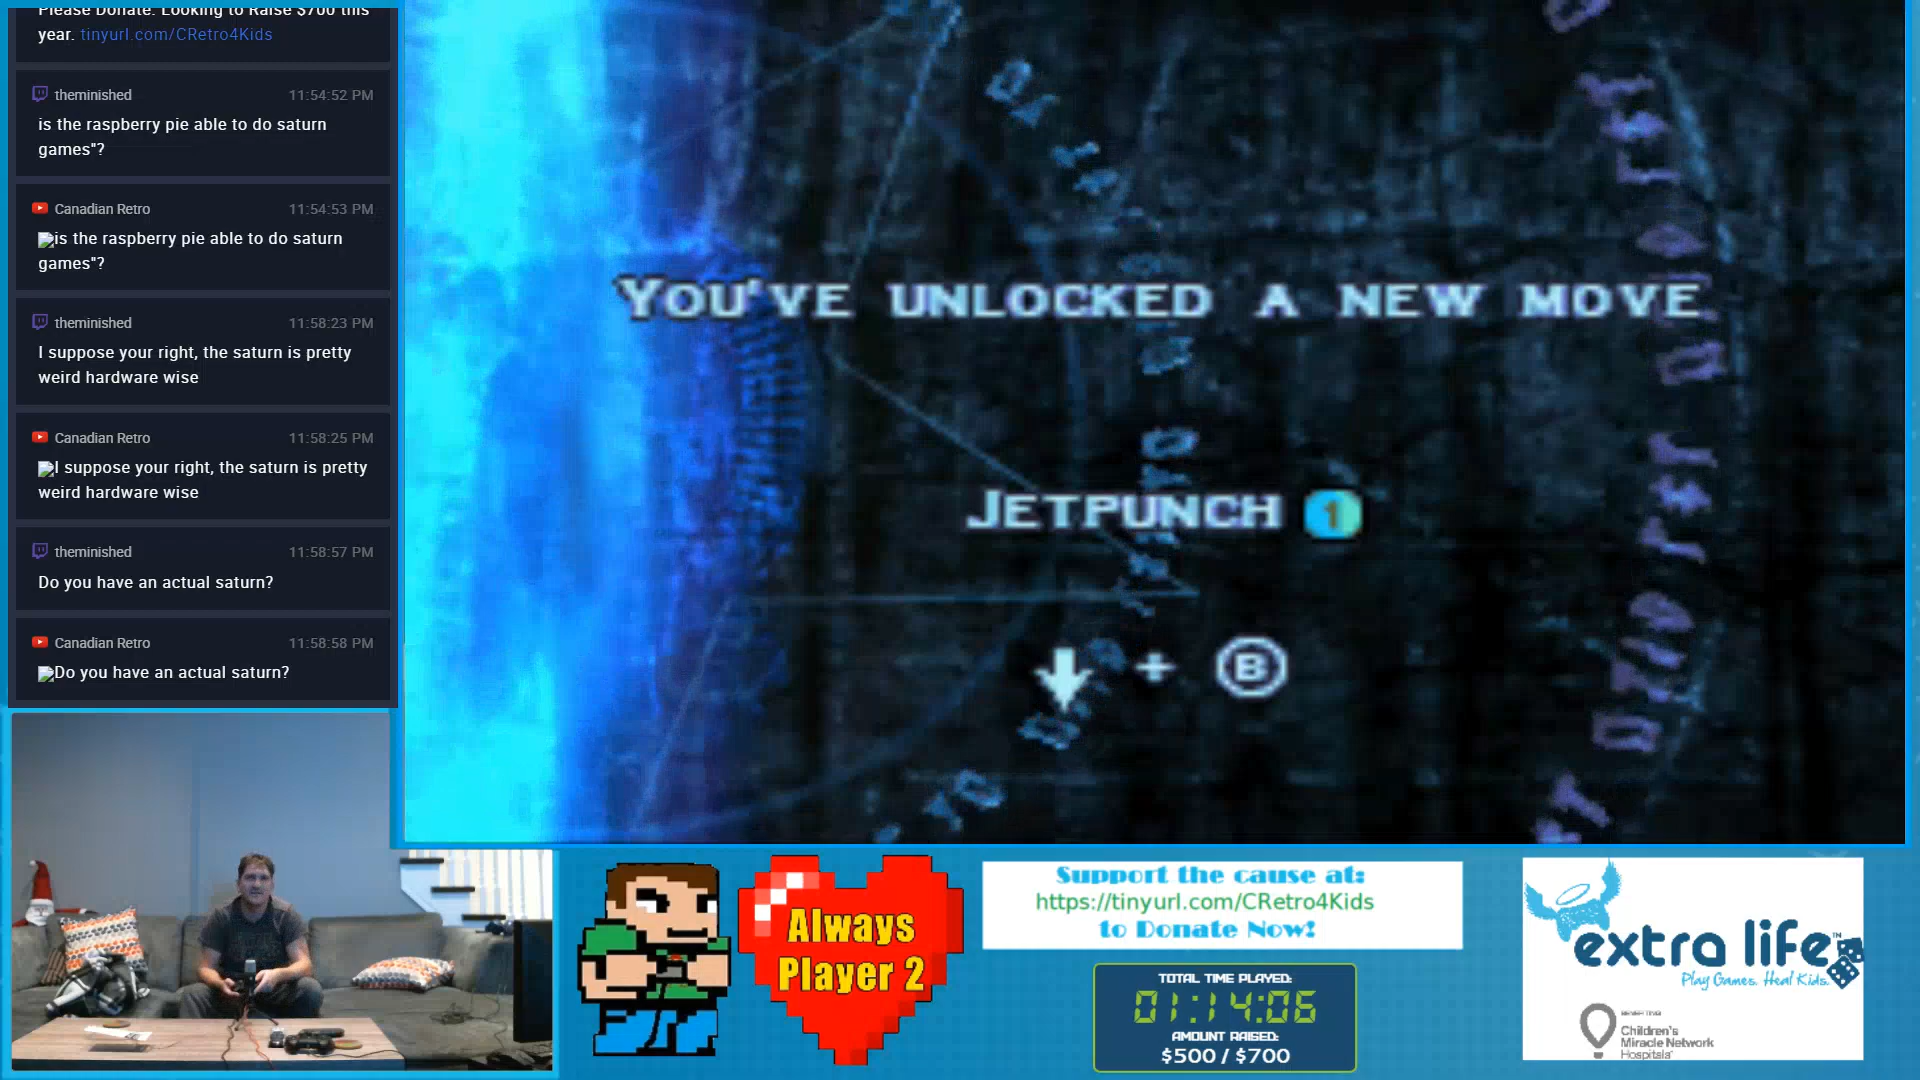 Please Donate. Looking to Raise $700 this
year. tinyurl.com/CRetro4Kids
theminished 11:54:52 PM
is the raspberry pie able to do saturn
games"?
Canadian Retro 11:54:53 PM
is the raspberry pie able to do saturn
games"?
theminished 11:58:23 PM
I suppose your right, the saturn is pretty
weird hardware wise
Canadian Retro 11:58:25 PM
I suppose your right, the saturn is pretty
weird hardware wise
theminished 11:58:57 PM
Do you have an actual saturn?
Canadian Retro 11:58:58 PM
Do you have an actual saturn?
YOU'VE UNLOCKED A NEW MOVE
JETPUNCH 1
+ B
Always
Player 2
Support the cause at:
https://tinyurl.com/CRetro4Kids
to Donate Now!
TOTAL TIME PLAYED:
01:14:06
AMOUNT RAISED:
$500 / $700
extra life™
Play Games. Heal Kids.
Children's
Miracle Network
Hospitals